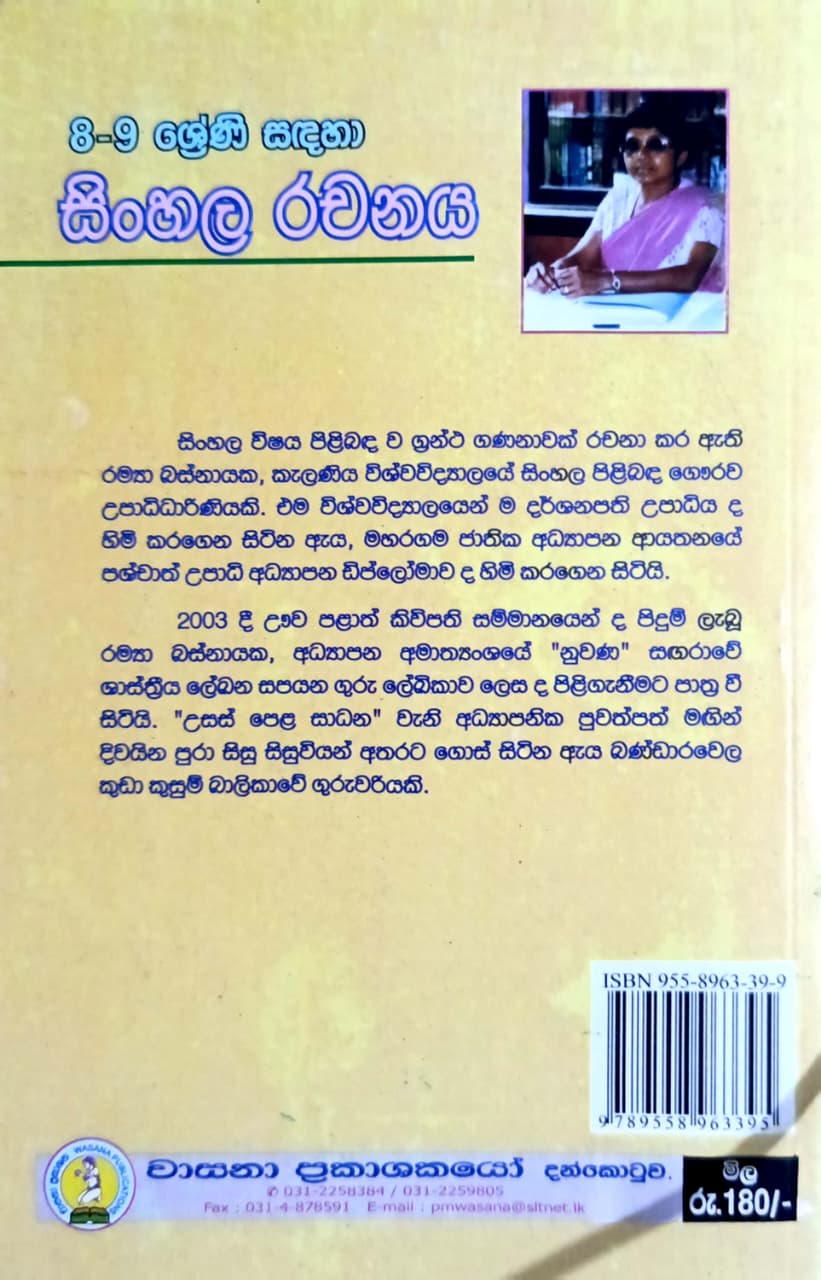 8-9 ශ්‍රේණි සඳහා
සිංහල රචනය
සිංහල විෂය පිළිබඳ ව ග්‍රන්ථ ගණනාවක් රචනා කර ඇති
රම්‍යා බස්නායක, කැලණිය විශ්වවිද්‍යාලයේ සිංහල පිළිබඳ ගෞරව
උපාධිධාරිණියකි. එම විශ්වවිද්‍යාලයෙන් ම දර්ශනපති උපාධිය ද
හිමි කරගෙන සිටින ඇය, මහරගම ජාතික අධ්‍යාපන ආයතනයේ
පශ්චාත් උපාධි අධ්‍යාපන ඩිප්ලෝමාව ද හිමි කරගෙන සිටියි.
2003 දී ඌව පළාත් කිවිපති සම්මානයෙන් ද පිදුම් ලැබූ
රම්‍යා බස්නායක, අධ්‍යාපන අමාත්‍යංශයේ "නුවණ" සඟරාවේ
ශාස්ත්‍රීය ලේඛන සපයන ගුරු ලේඛිකාව ලෙස ද පිළිගැනීමට පාත්‍ර වී
සිටියි. "උසස් පෙළ සාධන" වැනි අධ්‍යාපනික පුවත්පත් මඟින්
දිවයින පුරා සිසු සිසුවියන් අතරට ගොස් සිටින ඇය බණ්ඩාරවෙල
කුඩා කුසුම් බාලිකාවේ ගුරුවරියකි.
ISBN 955-8963-39-9
9 789558 963395
WASANA PUBLICATIONS
වාසනා ප්‍රකාශකයෝ දන්කොටුව.
✆ 031-2258384 / 031-2259805
Fax : 031-4-878591 E-mail : pmwasana@sltnet.lk
මිල
රු.180/-